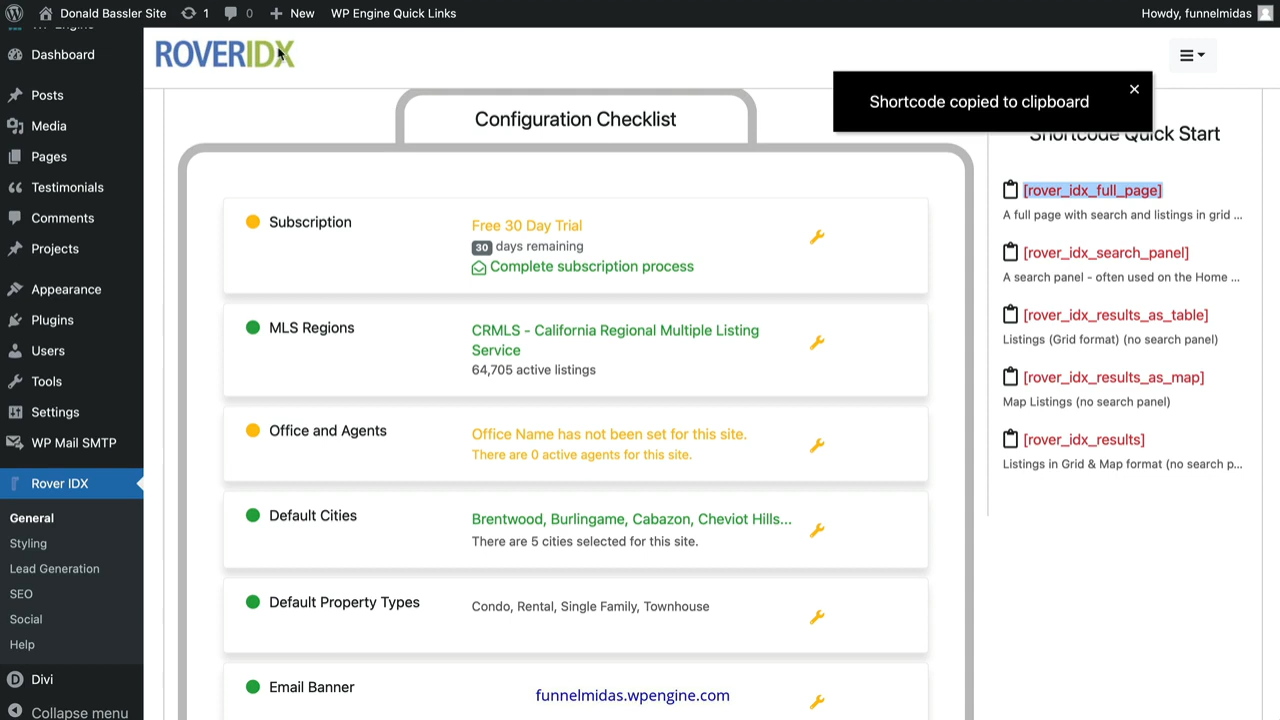 Donald Bassler Site
1
0
New
WP Engine Quick Links
Howdy, funnelmidas
Dashboard
Posts
Media
Pages
Testimonials
Comments
Projects
Appearance
Plugins
Users
Tools
Settings
WP Mail SMTP
Rover IDX
General
Styling
Lead Generation
SEO
Social
Help
Divi
Collapse menu
ROVERIDX
Shortcode copied to clipboard
Configuration Checklist
Subscription
Free 30 Day Trial
30 days remaining
Complete subscription process
MLS Regions
CRMLS - California Regional Multiple Listing
Service
64,705 active listings
Office and Agents
Office Name has not been set for this site.
There are 0 active agents for this site.
Default Cities
Brentwood, Burlingame, Cabazon, Cheviot Hills...
There are 5 cities selected for this site.
Default Property Types
Condo, Rental, Single Family, Townhouse
Email Banner
funnelmidas.wpengine.com
Shortcode Quick Start
[rover_idx_full_page]
A full page with search and listings in grid ...
[rover_idx_search_panel]
A search panel - often used on the Home ...
[rover_idx_results_as_table]
Listings (Grid format) (no search panel)
[rover_idx_results_as_map]
Map Listings (no search panel)
[rover_idx_results]
Listings in Grid & Map format (no search p...